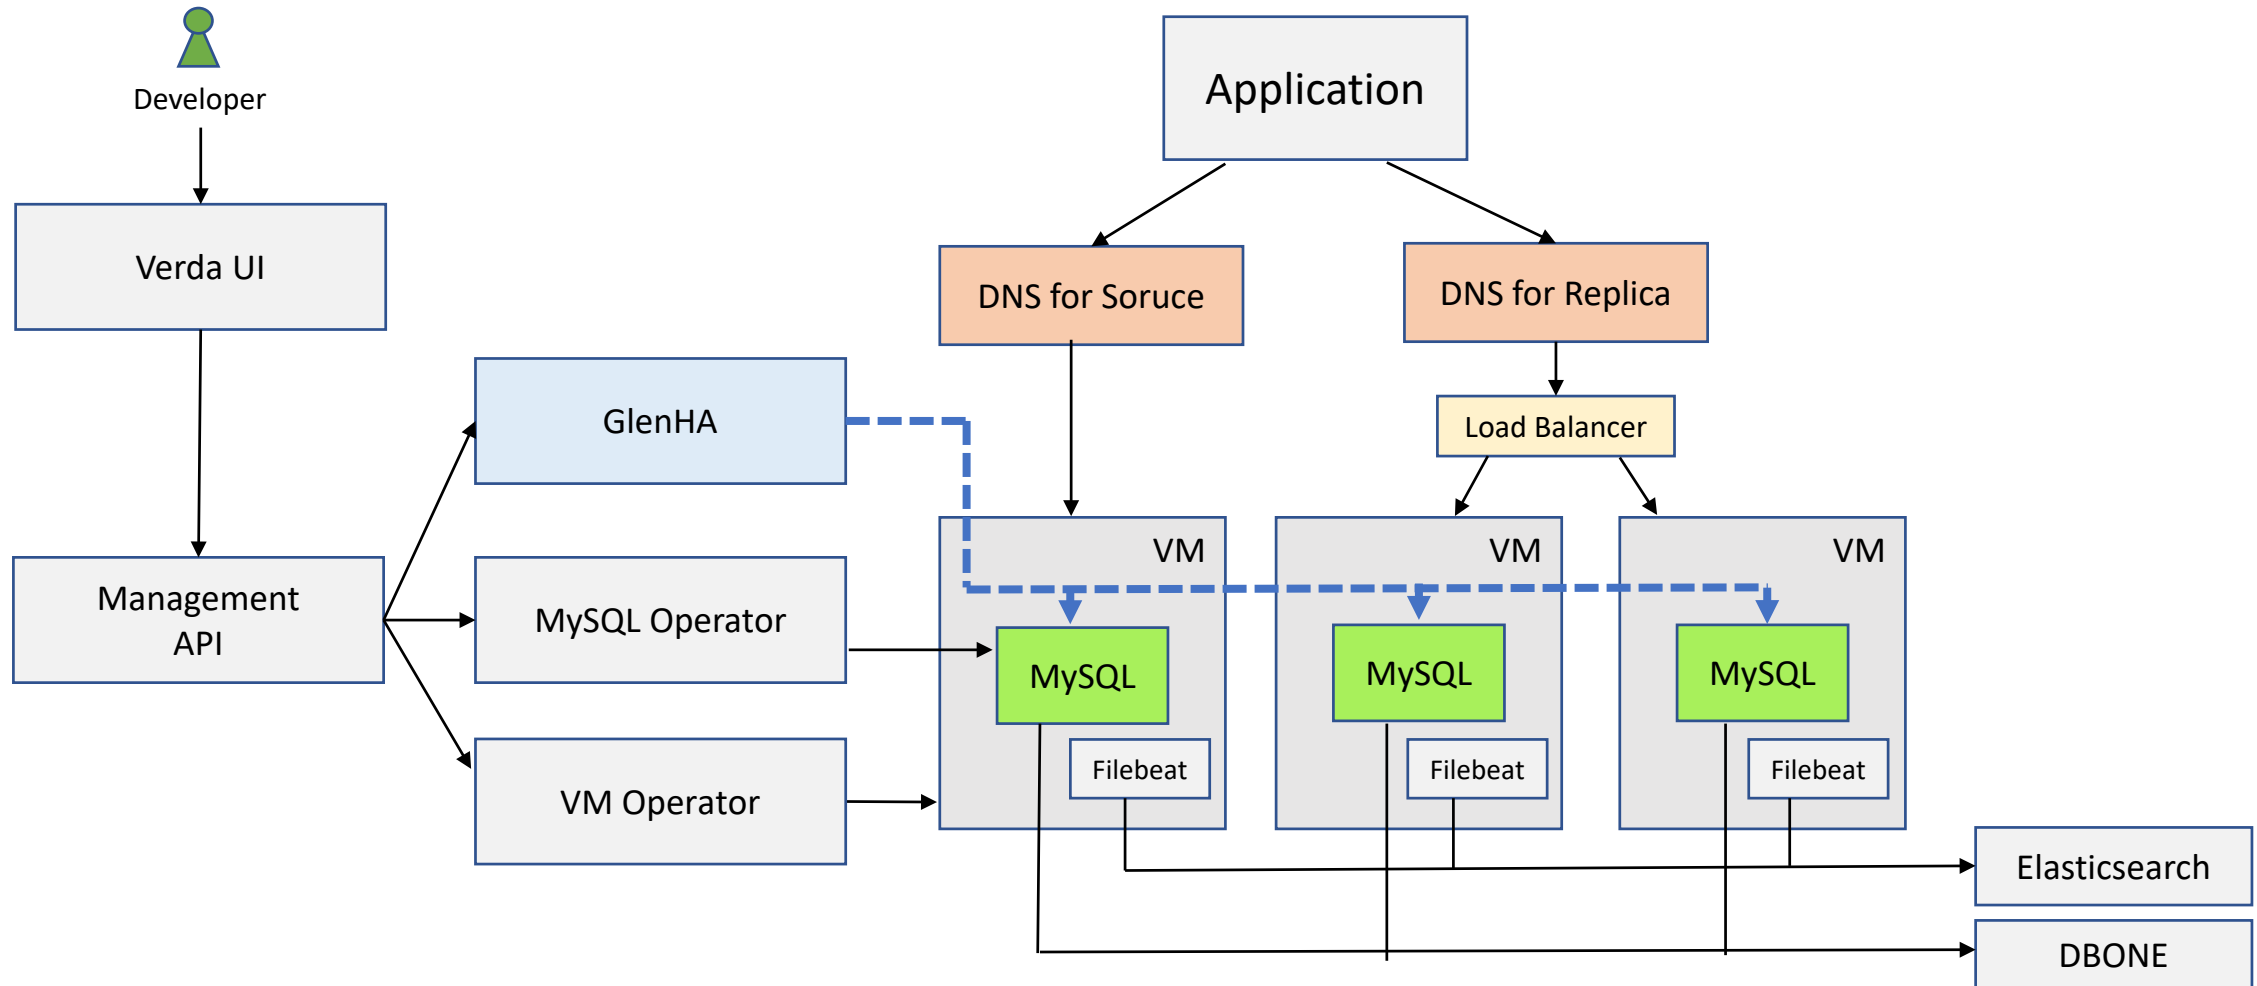 Developer
Application
Verda UI
DNS for Soruce
DNS for Replica
GlenHA
Load Balancer
VM
VM
VM
Management
API
MySQL Operator
MySQL
MySQL
MySQL
Filebeat
Filebeat
Filebeat
VM Operator
Elasticsearch
DBONE